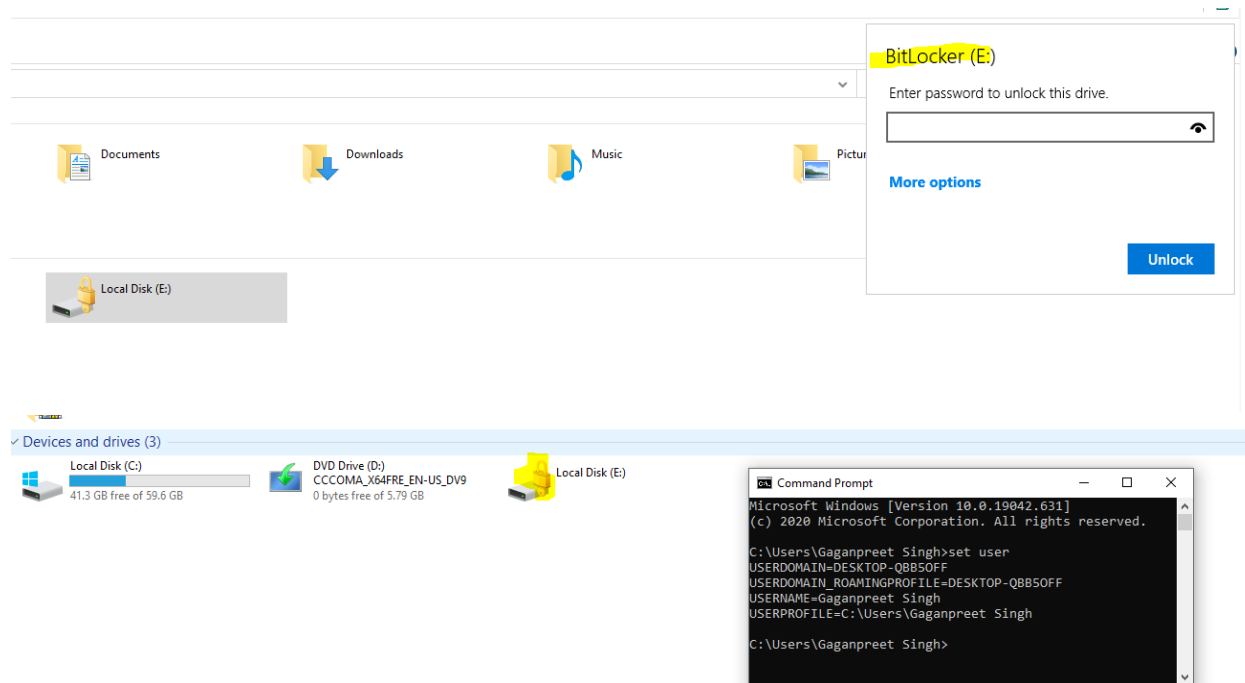 BitLocker (E:)
Enter password to unlock this drive.
Documents
Downloads
Music
More options
Unlock
Local Disk (E:)
Devices and drives (3)
Local Disk (C:)
41.3 GB free of 59.6 GB
DVD Drive (D:)
CCCOMA_X64FRE_EN-US_DV9
0 bytes free of 5.79 GB
Local Disk (E:)
Command Prompt
Microsoft Windows [Version 10.0.19042.631]
(c) 2020 Microsoft Corporation. All rights reserved.
C:\Users\Gaganpreet Singh>set user
USERDOMAIN=DESKTOP-QBB5OFF
USERDOMAIN_ROAMINGPROFILE=DESKTOP-QBB5OFF
USERNAME=Gaganpreet Singh
USERPROFILE=C:\Users\Gaganpreet Singh
C:\Users\Gaganpreet Singh>